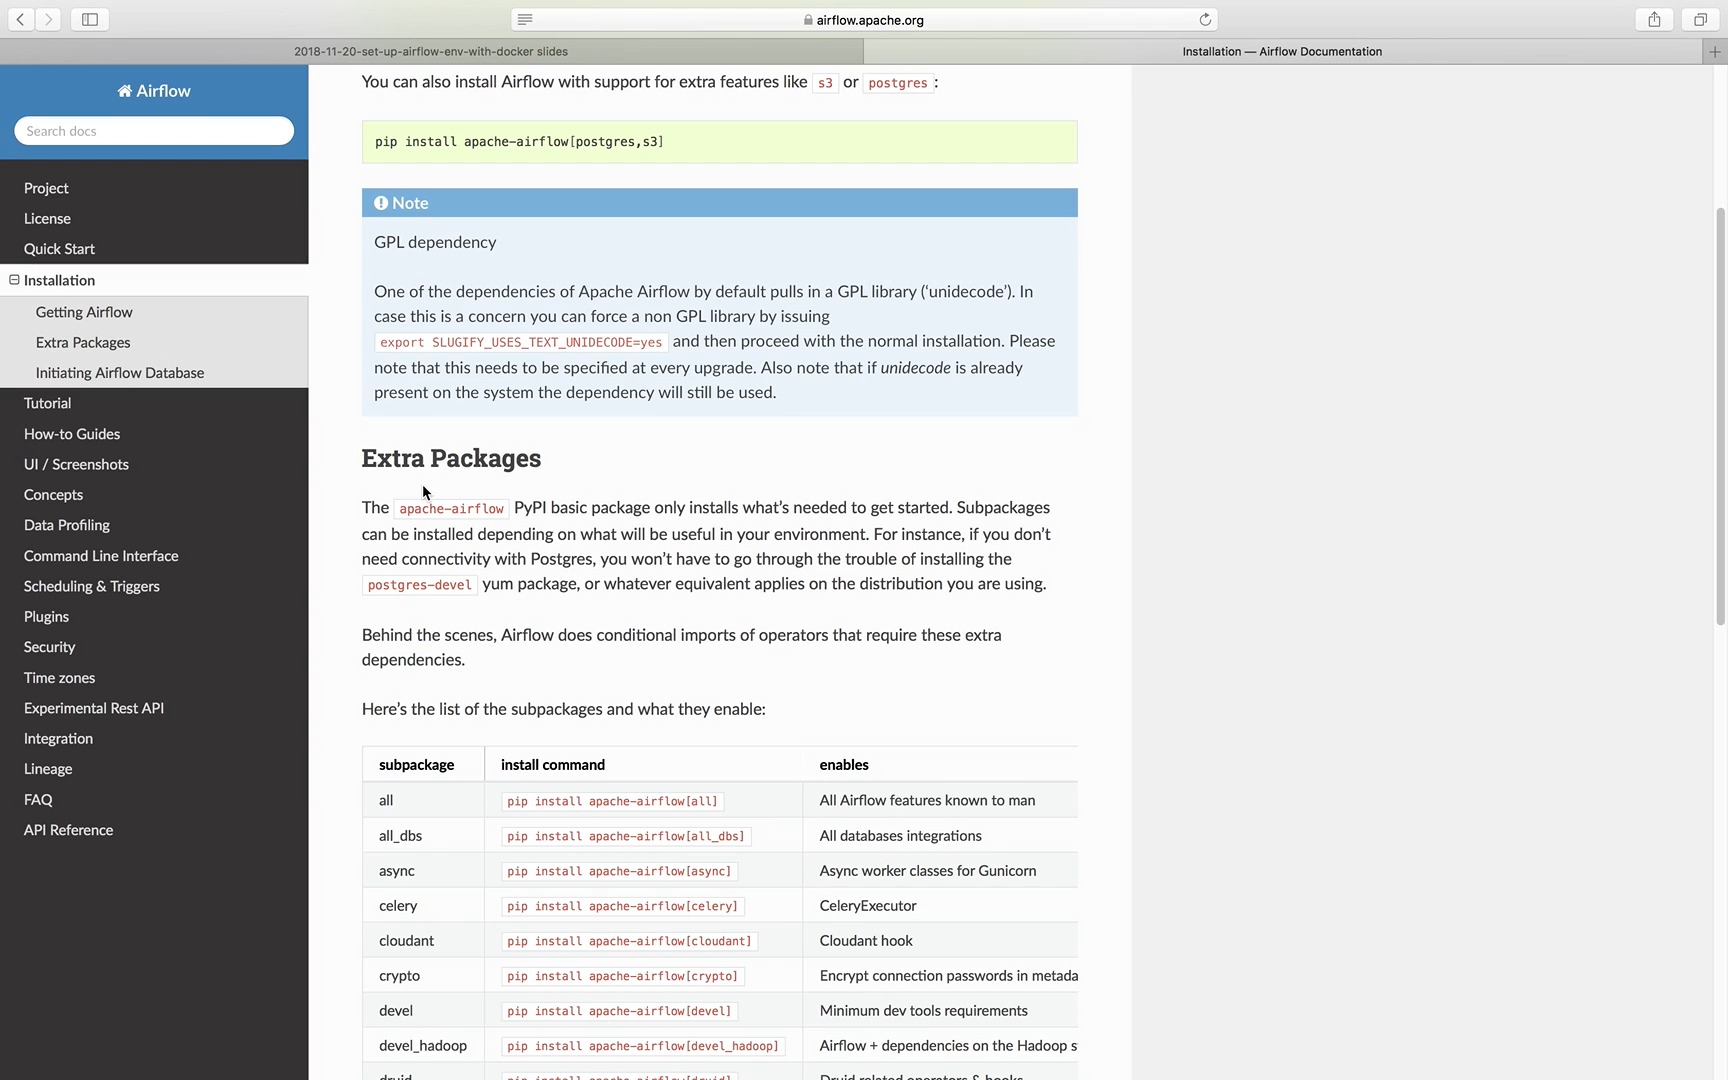 airflow.apache.org
2018-11-20-set-up-airflow-env-with-docker slides
Installation — Airflow Documentation
Airflow
Search docs
Project
License
Quick Start
Installation
Getting Airflow
Extra Packages
Initiating Airflow Database
Tutorial
How-to Guides
UI / Screenshots
Concepts
Data Profiling
Command Line Interface
Scheduling & Triggers
Plugins
Security
Time zones
Experimental Rest API
Integration
Lineage
FAQ
API Reference
You can also install Airflow with support for extra features like s3 or postgres :
pip install apache-airflow[postgres,s3]
Note
GPL dependency
One of the dependencies of Apache Airflow by default pulls in a GPL library (‘unidecode’). In
case this is a concern you can force a non GPL library by issuing
export SLUGIFY_USES_TEXT_UNIDECODE=yes and then proceed with the normal installation. Please
note that this needs to be specified at every upgrade. Also note that if unidecode is already
present on the system the dependency will still be used.
Extra Packages
The apache-airflow PyPI basic package only installs what’s needed to get started. Subpackages
can be installed depending on what will be useful in your environment. For instance, if you don’t
need connectivity with Postgres, you won’t have to go through the trouble of installing the
postgres-devel yum package, or whatever equivalent applies on the distribution you are using.
Behind the scenes, Airflow does conditional imports of operators that require these extra
dependencies.
Here’s the list of the subpackages and what they enable:
subpackage install command enables
all pip install apache-airflow[all] All Airflow features known to man
all_dbs pip install apache-airflow[all_dbs] All databases integrations
async pip install apache-airflow[async] Async worker classes for Gunicorn
celery pip install apache-airflow[celery] CeleryExecutor
cloudant pip install apache-airflow[cloudant] Cloudant hook
crypto pip install apache-airflow[crypto] Encrypt connection passwords in metada
devel pip install apache-airflow[devel] Minimum dev tools requirements
devel_hadoop pip install apache-airflow[devel_hadoop] Airflow + dependencies on the Hadoop s
druid pip install apache-airflow[druid] Druid related operators & hooks